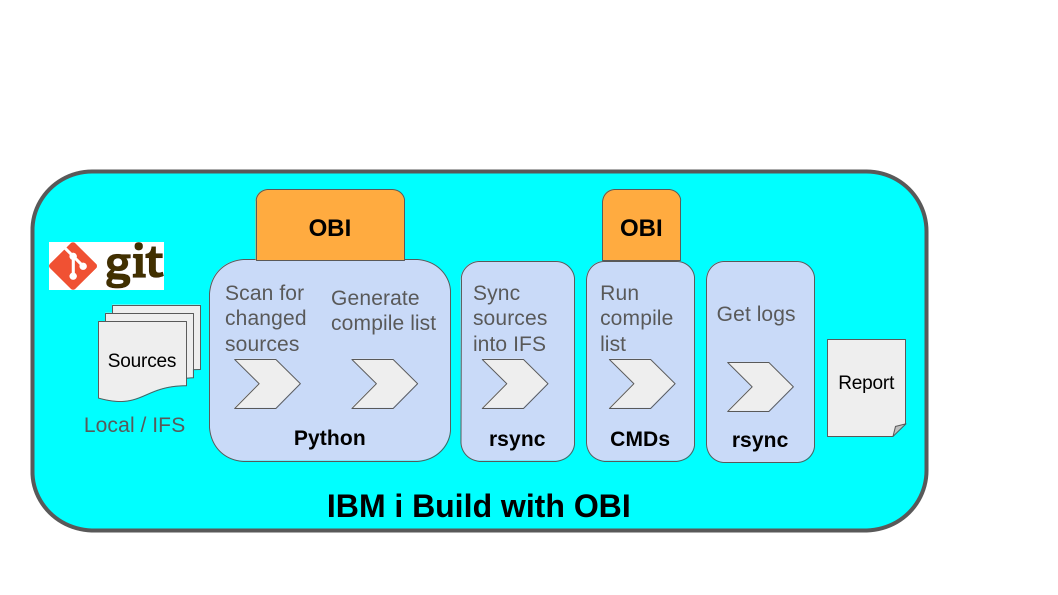 OBI
OBI
git
Sources
Local / IFS
Scan for
changed
sources
Generate
compile list
Python
Sync
sources
into IFS
rsync
Run
compile
list
CMDs
Get logs
rsync
Report
IBM i Build with OBI